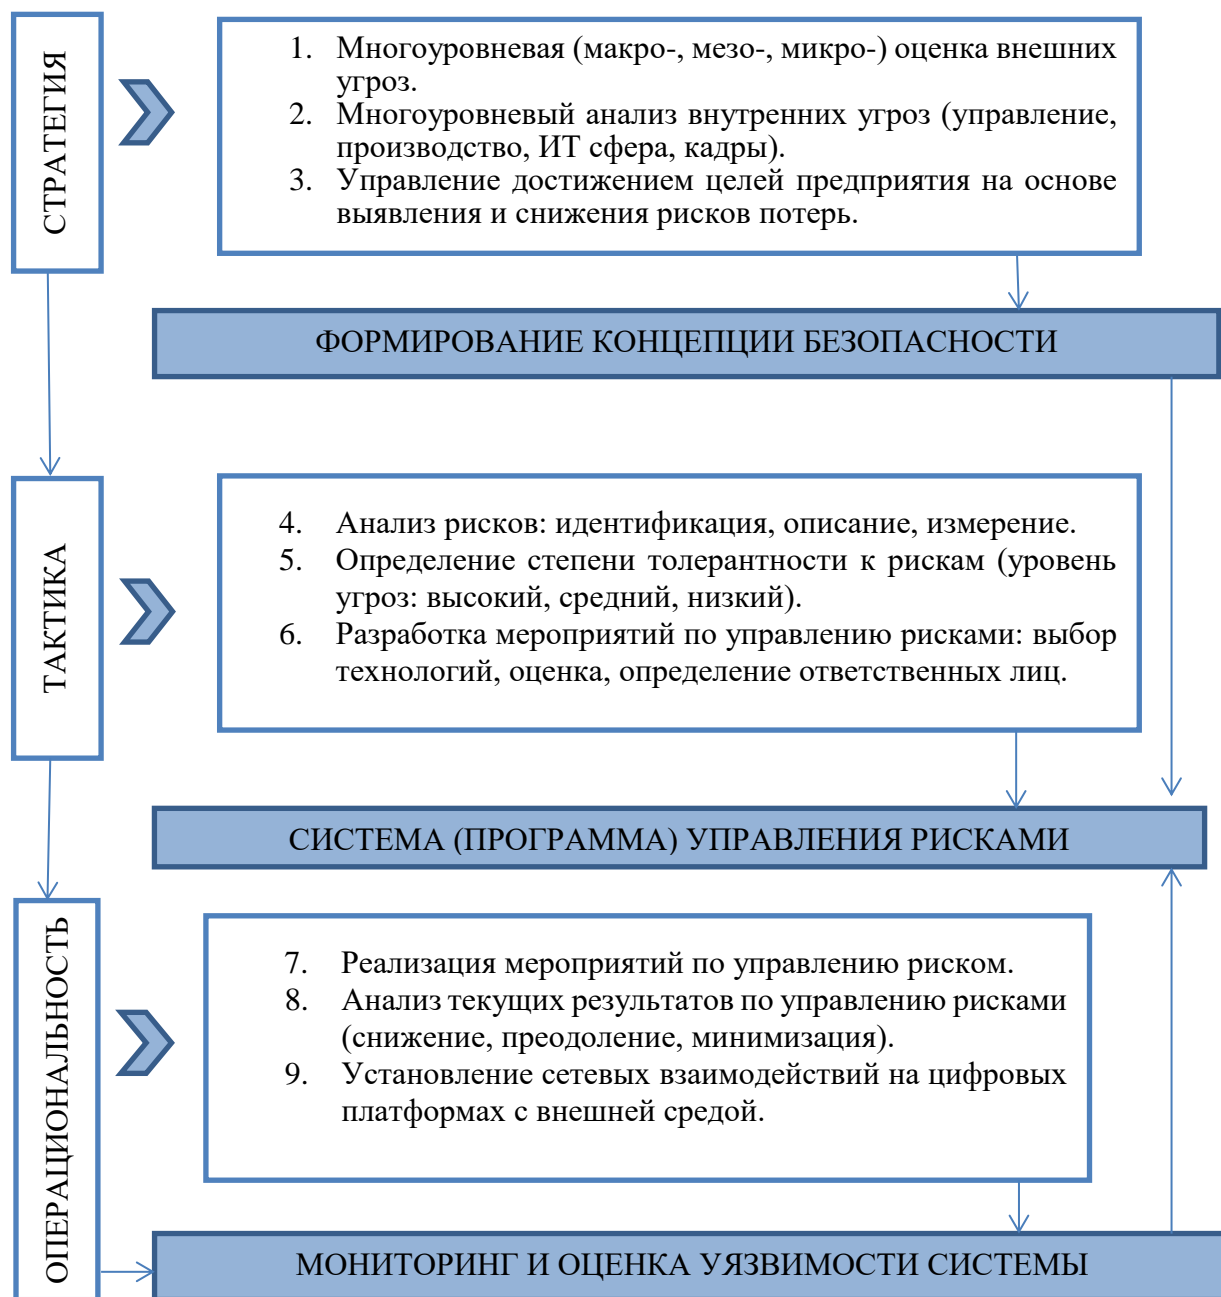 СТРАТЕГИЯ
1. Многоуровневая (макро-, мезо-, микро-) оценка внешних
угроз.
2. Многоуровневый анализ внутренних угроз (управление,
производство, ИТ сфера, кадры).
3. Управление достижением целей предприятия на основе
выявления и снижения рисков потерь.
ФОРМИРОВАНИЕ КОНЦЕПЦИИ БЕЗОПАСНОСТИ
ТАКТИКА
4. Анализ рисков: идентификация, описание, измерение.
5. Определение степени толерантности к рискам (уровень
угроз: высокий, средний, низкий).
6. Разработка мероприятий по управлению рисками: выбор
технологий, оценка, определение ответственных лиц.
СИСТЕМА (ПРОГРАММА) УПРАВЛЕНИЯ РИСКАМИ
ОПЕРАЦИОНАЛЬНОСТЬ
7. Реализация мероприятий по управлению риском.
8. Анализ текущих результатов по управлению рисками
(снижение, преодоление, минимизация).
9. Установление сетевых взаимодействий на цифровых
платформах с внешней средой.
МОНИТОРИНГ И ОЦЕНКА УЯЗВИМОСТИ СИСТЕМЫ